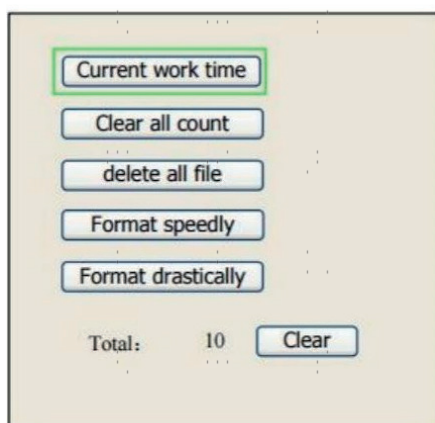 Current work time
Clear all count
delete all file
Format speedly
Format drastically
Total: 10 Clear